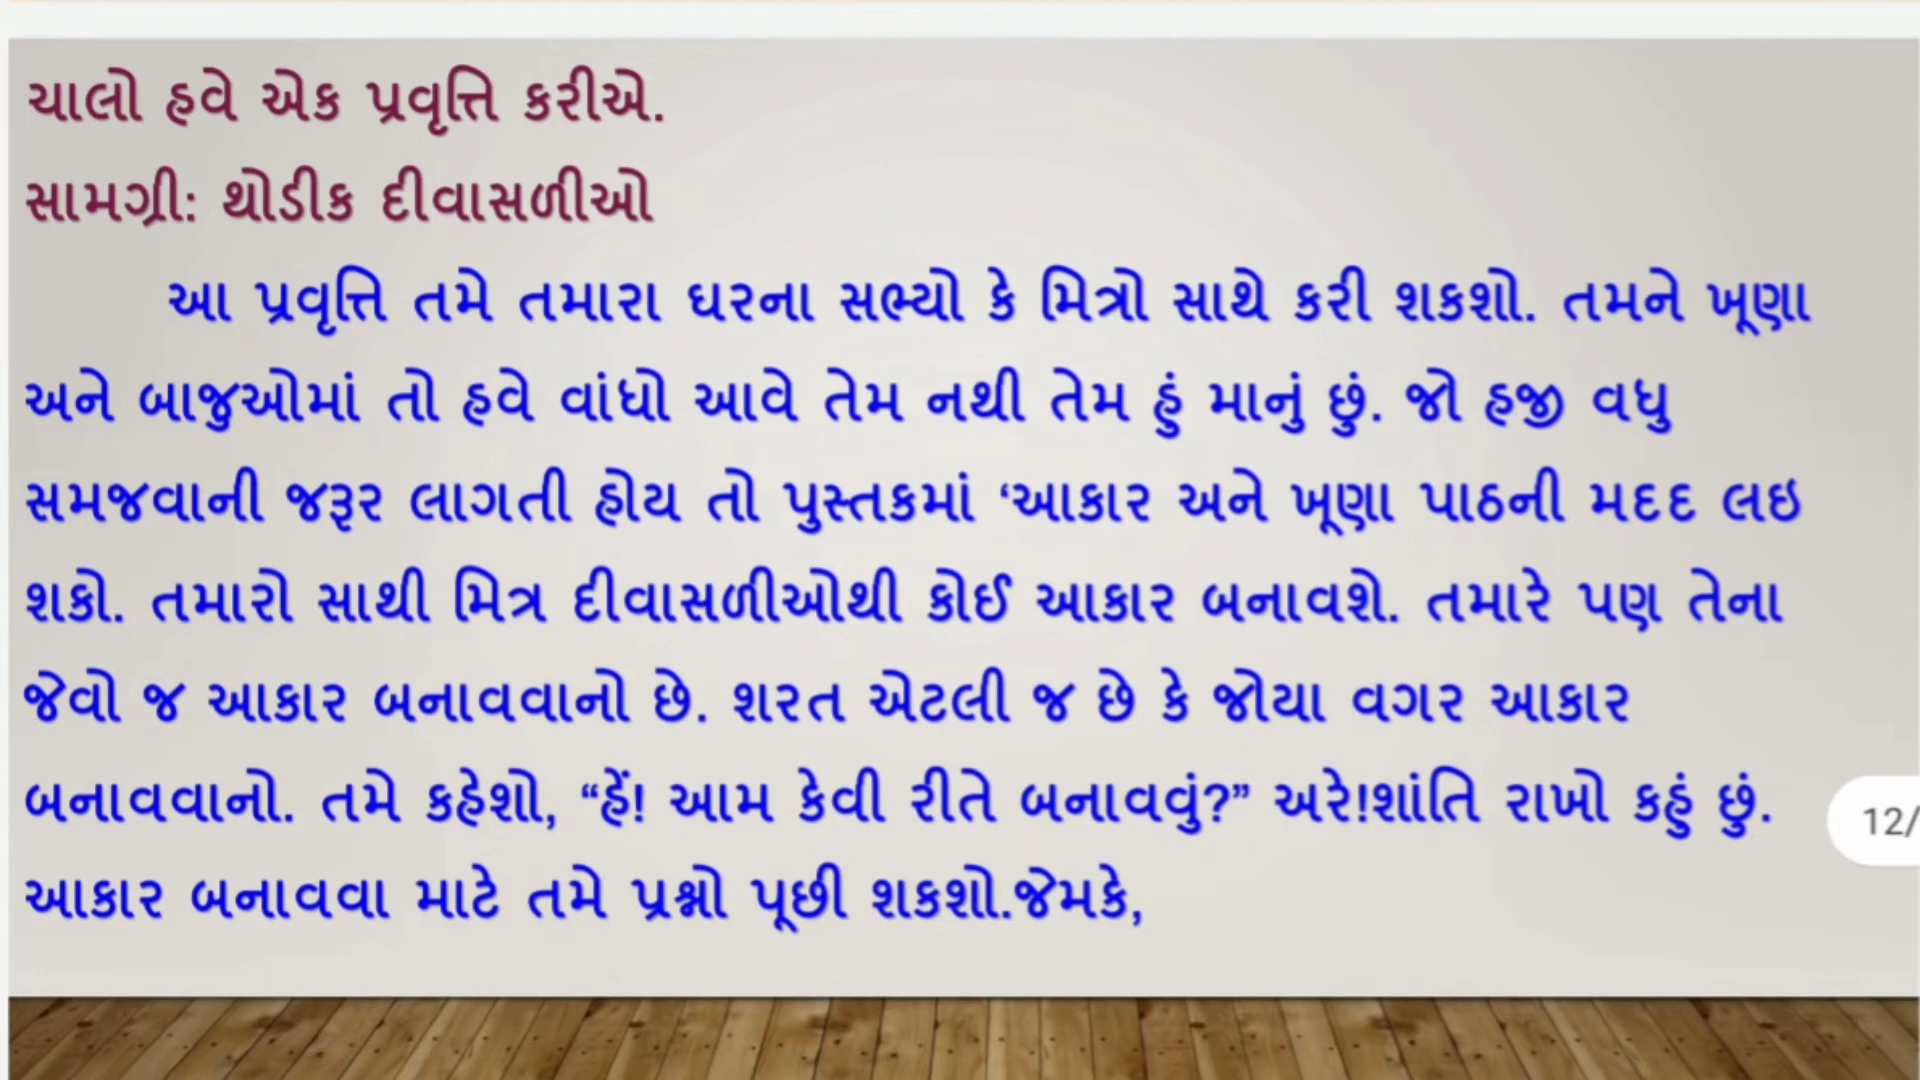 ચાલો હવે એક પ્રવૃત્તિ કરીએ.
સામગ્રી: થોડીક દીવાસળીઓ
આ પ્રવૃત્તિ તમે તમારા ઘરના સભ્યો કે મિત્રો સાથે કરી શકશો. તમને ખૂણા
અને બાજુઓમાં તો હવે વાંધો આવે તેમ નથી તેમ હું માનું છું. જો હજી વધુ
સમજવાની જરૂર લાગતી હોય તો પુસ્તકમાં ‘આકાર અને ખૂણા પાઠની મદદ લઇ
શકો. તમારો સાથી મિત્ર દીવાસળીઓથી કોઈ આકાર બનાવશે. તમારે પણ તેના
જેવો જ આકાર બનાવવાનો છે. શરત એટલી જ છે કે જોયા વગર આકાર
બનાવવાનો. તમે કહેશો, “હેં! આમ કેવી રીતે બનાવવું?” અરે!શાંતિ રાખો કહું છું.
આકાર બનાવવા માટે તમે પ્રશ્નો પૂછી શકશો.જેમકે,
12/